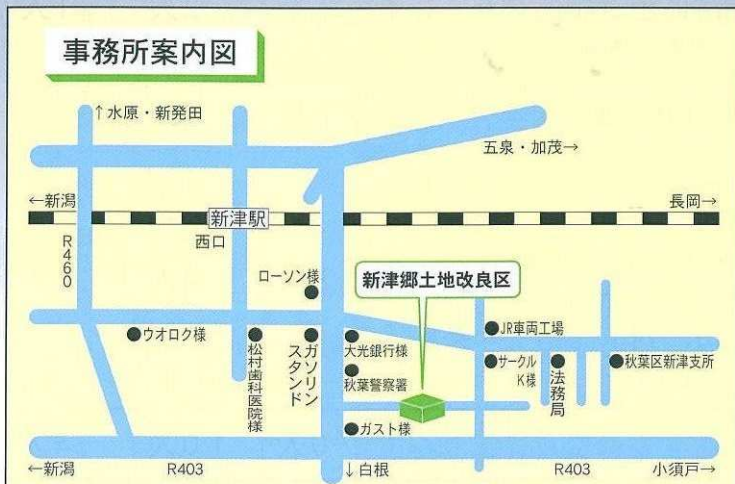 事務所案内図
↑水原・新発田
五泉・加茂→
←新潟
長岡→
新津駅
西口
R460
ローソン様
新津郷土地改良区
ウオロク様
松村歯科医院様
ガソリン
スタンド
大光銀行様
秋葉警察署
JR車両工場
サークル
K様
法務局
秋葉区新津支所
ガスト様
←新潟
R403
↓白根
R403
小須戸→